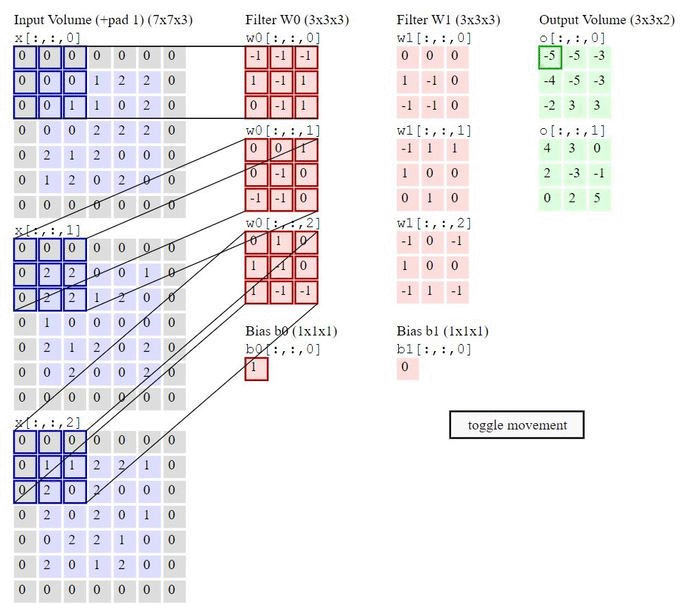 Input Volume (+pad 1) (7x7x3)
x[:,:,0]
0 0 0 0 0 0 0
0 0 0 1 2 2 0
0 0 1 1 0 2 0
0 0 0 2 2 2 0
0 2 1 2 0 0 0
0 1 2 0 2 0 0
0 0 0 0 0 0 0
x[:,:,1]
0 0 0 0 0 0 0
0 2 2 0 0 1 0
0 2 2 1 2 0 0
0 1 0 0 0 0 0
0 2 1 2 0 2 0
0 0 2 0 0 2 0
0 0 0 0 0 0 0
x[:,:,2]
0 0 0 0 0 0 0
0 1 1 2 2 1 0
0 2 0 2 0 0 0
0 2 0 2 0 1 0
0 0 2 2 0 0 0
0 2 0 1 2 0 0
0 0 0 0 0 0 0
Filter W0 (3x3x3)
w0[:,:,0]
-1 -1 -1
1 -1 1
0 -1 1
w0[:,:,1]
0 0 1
0 -1 0
-1 -1 0
w0[:,:,2]
0 1 0
1 -1 0
1 -1 -1
Bias b0 (1x1x1)
b0[:,:,0]
1
Filter W1 (3x3x3)
w1[:,:,0]
0 0 0
1 -1 0
-1 -1 0
w1[:,:,1]
-1 1 1
1 0 0
0 1 0
w1[:,:,2]
-1 0 -1
1 0 0
-1 1 -1
Bias b1 (1x1x1)
b1[:,:,0]
0
Output Volume (3x3x2)
o[:,:,0]
-5 -5 -3
-4 -5 -3
-2 3 3
o[:,:,1]
4 3 0
2 -3 -1
0 2 5
toggle movement